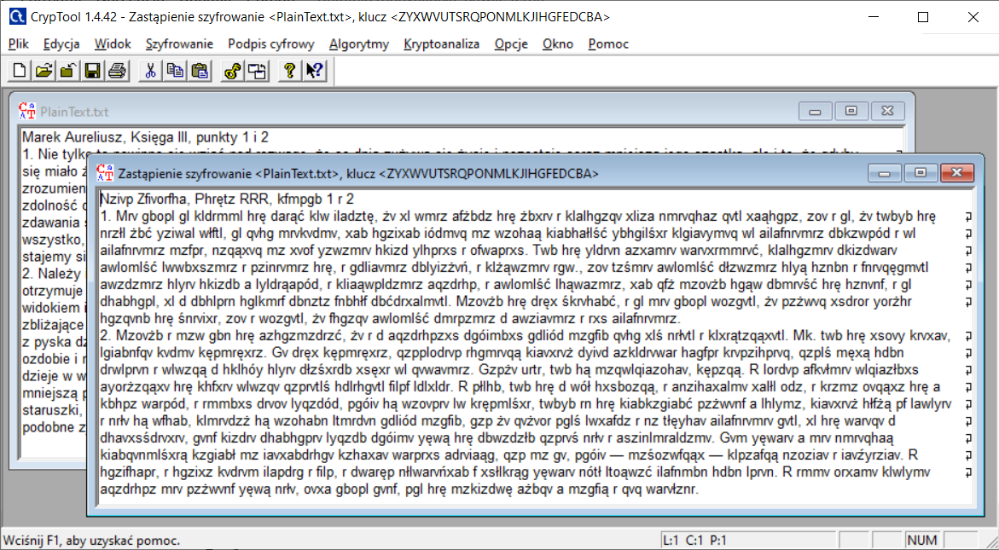 CrypTool 1.4.42 - Zastąpienie szyfrowanie <PlainText.txt>, klucz <ZYXWVUTSRQPONMLKJIHGFEDCBA>
Plik Edycja Widok Szyfrowanie Podpis cyfrowy Algorytmy Kryptoanaliza Opcje Okno Pomoc
PlainText.txt
Marek Aureliusz, Księga III, punkty 1 i 2
1. Nie
się miało
zrozumien
zdolność
zdawania
wszystko,
stajemy si
2. Należy
otrzymuje
widokiem i
zbliżające
z pyska
ozdobie i
dzieje w w
mniejszą
staruszki,
podobne
Zastąpienie szyfrowanie <PlainText.txt>, klucz <ZYXWVUTSRQPONMLKJIHGFEDCBA>
Nzivp Zfivorfha, Phrętz RRR, kfmpgb 1 r 2
1. Mrv gbopl gl kldrmml hrę darąć klw iladztę, żv xl wmrz afżbdz hrę żbxrv r klalhgzqv xliza nmrvqhaz qvtl xaąhgpz, zov r gl, żv twbyb hrę
nrzłl żbć yziwal włftl, gl qvhg mrvkvdmv, xab hgzixab iódmvq mz wzohaą kiabhałlść ybhgilśxr klgiavymvq wl ailafnrvmrz dbkzwpód r wl
ailafnrvmrz mzfpr, nzqąxvq mz xvof yzwzmrv hkizd ylhprxs r ofwaprxs. Twb hrę yldrvn azxamrv warvxrmmrvć, klalhgzmrv dkizdwarv
awlomlść lwwbxszmrz r pzinrvmrz hrę, r gdliavmrz dblyizżvń, r klżąwzmrv rgw., zov tzśmrv awlomlść dłzwzmrz hlyą hznbn r fnrvqęgmvtl
awzdzmrz hlyrv hkizdb a lyldrąapód, r kliaąwpldzmrz aqzdrhp, r awlomlść lhąwazmrz, xab qfż mzovżb hgąw dbmrvść hrę hznvnf, r gl
dhabhgpl, xl d dbhlprn hglkmrf dbnztz fnbhłf dbćdrxalmvtl. Mzovżb hrę dręx śkrvhabć, r gl mrv gbopl wozgvtl, żv pzżwvq xsdror yorżhr
hgzqvnb hrę śnrvixr, zov r wozgvtl, żv fhgzqv awlomlść dmrpzmrz d awziavmrz r rxs ailafnrvmrz.
2. Mzovżb r mzw gbn hrę azhgzmzdrzć, żv r d aqzdrhpzxs dgóimbxs gdliód mzgfib qvhg xlś nrłvtl r klxrątzqąxvtl. Mk. twb hrę xsovy krvxav,
lgiabnfqv kvdmv kępmręxrz. Gv dręx kępmręxrz, qzpplodrvp rhgmrvqą kiavxrvż dyivd azkldrvwar hagfpr krvpzihprvq, qzplś męxą hdbn
drwlprvn r wlwzqą d hklhóy hlyrv dłzśxrdb xsęxr wl qvwavmrz. Gzpżv urtr, twb hą mzqwlqiazohav, kępzqą. R lordvp afkvłmrv wlqiazłbxs
ayorżzqąxv hrę khfxrv wlwzqv qzprvtlś hdlrhgvtl filpf ldlxldr. R płlhb, twb hrę d wół hxsbozqą, r anzihaxalmv xałłl odz, r krzmz ovqąxz hrę a
kbhpz warpód, r rmmbxs drvov lyqzdód, pgóiv hą wzovprv lw kręmplśxr, twbyb rn hrę kiabkzgiabć pzżwvnf a lhlymz, kiavxrvż hłfżą pf lawlyrv
r nrłv hą wfhab, klmrvdzż hą wzohabn ltmrdvn gdliód mzgfib, gzp żv qvżvor pglś lwxafdz r nz tłęyhav ailafnrvmrv gvtl, xl hrę warvqv d
dhavxsśdrvxrv, gvnf kizdrv dhabhgprv lyqzdb dgóimv yęwą hrę dbwzdzłb qzprvś nrłv r aszinlmraldzmv. Gvm yęwarv a mrv nmrvqhaą
kiabqvnmlśxrą kzgiabł mz iavxabdrhgv kzhaxav warprxs adrviaąg, qzp mz gv, pgóiv — mzśozwfqąx — klpzafqą nzoziav r iavźyrziav. R
hgzifhapr, r hgzixz kvdrvm ilapdrg r filp, r dwaręp nłlwarvńxab f xsłlkrąg yęwarv nótł ltoąwzć ilafnmbn hdbn lprvn. R rmmv orxamv klwlymv
aqzdrhpz mrv pzżwvnf yęwą nrłv, ovxa gbopl gvnf, pgl hrę mzkizdwę ażbqv a mzgfią r qvq warvłznr.
Wciśnij F1, aby uzyskać pomoc.
L:1 C:1 P:1
NUM